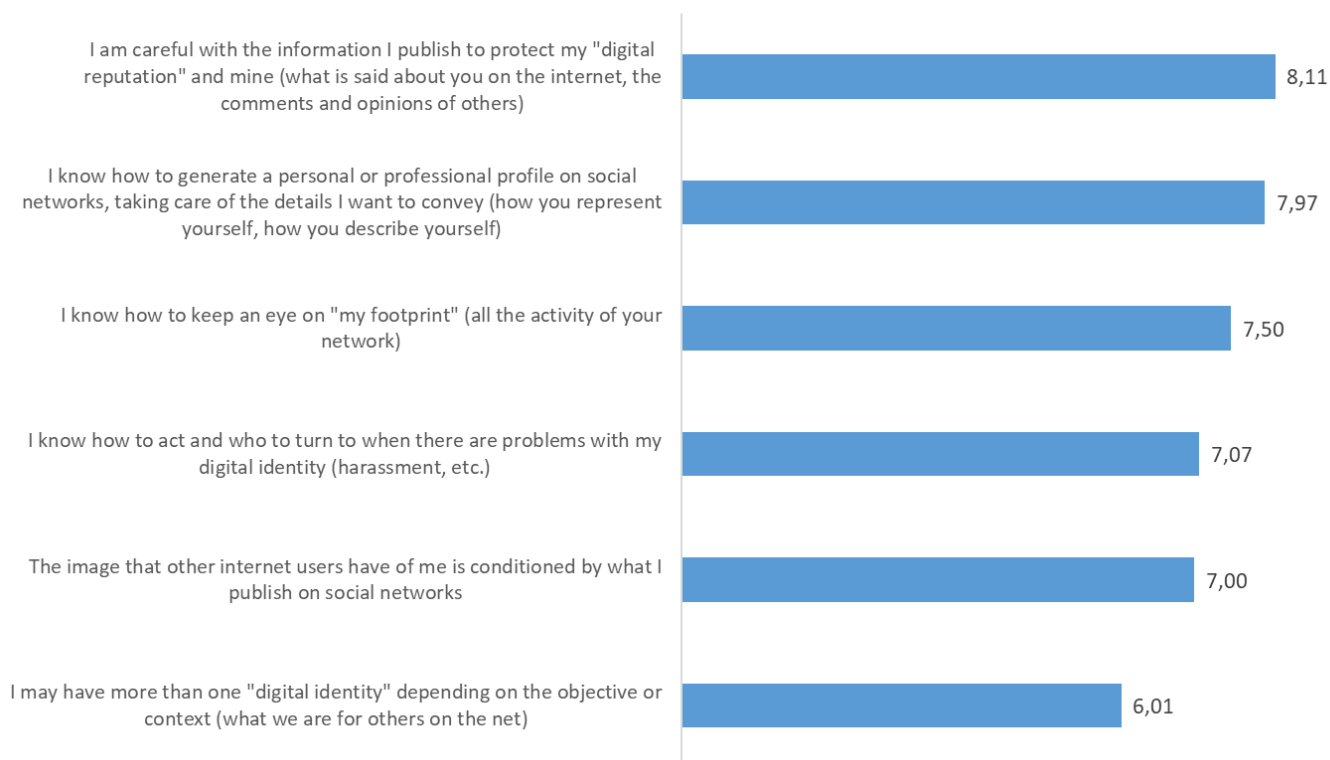 I am careful with the information I publish to protect my "digital
reputation" and mine (what is said about you on the internet, the
comments and opinions of others)
8,11
I know how to generate a personal or professional profile on social
networks, taking care of the details I want to convey (how you represent
yourself, how you describe yourself)
7,97
I know how to keep an eye on "my footprint" (all the activity of your
network)
7,50
I know how to act and who to turn to when there are problems with my
digital identity (harassment, etc.)
7,07
The image that other internet users have of me is conditioned by what I
publish on social networks
7,00
I may have more than one "digital identity" depending on the objective or
context (what we are for others on the net)
6,01